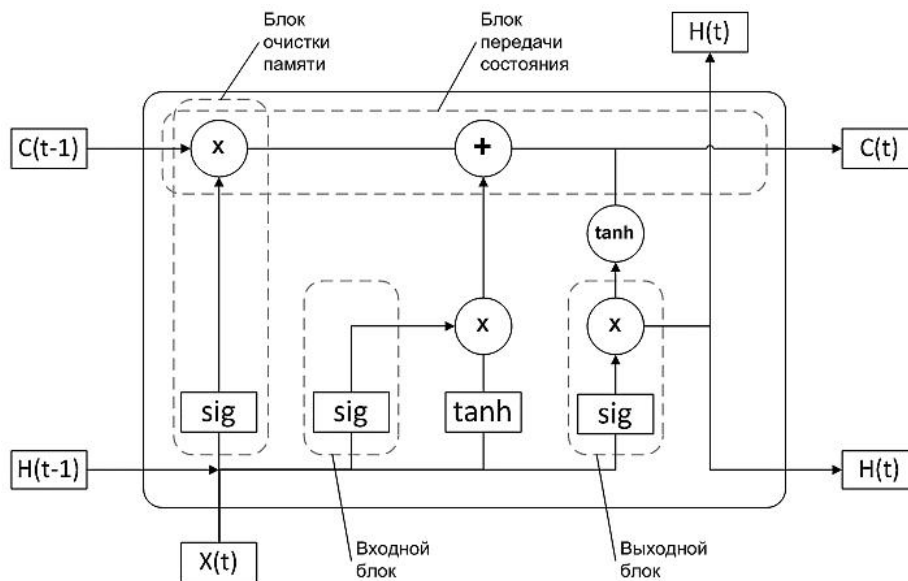 Блок
очистки
памяти
Блок
передачи
состояния
H(t)
C(t-1)
x
+
C(t)
tanh
x
x
sig
sig
tanh
sig
H(t-1)
H(t)
X(t)
Входной
блок
Выходной
блок